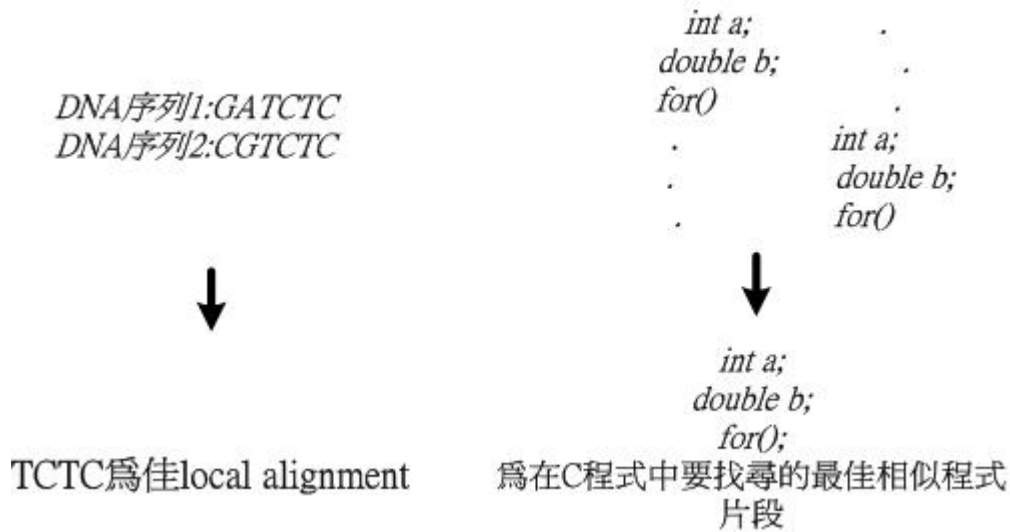 DNA序列1:GATCTC
DNA序列2:CGTCTC
TCTC爲佳local alignment
int a; .
double b; .
for() .
. int a;
. double b;
. for()
int a;
double b;
for();
爲在C程式中要找尋的最佳相似程式
片段